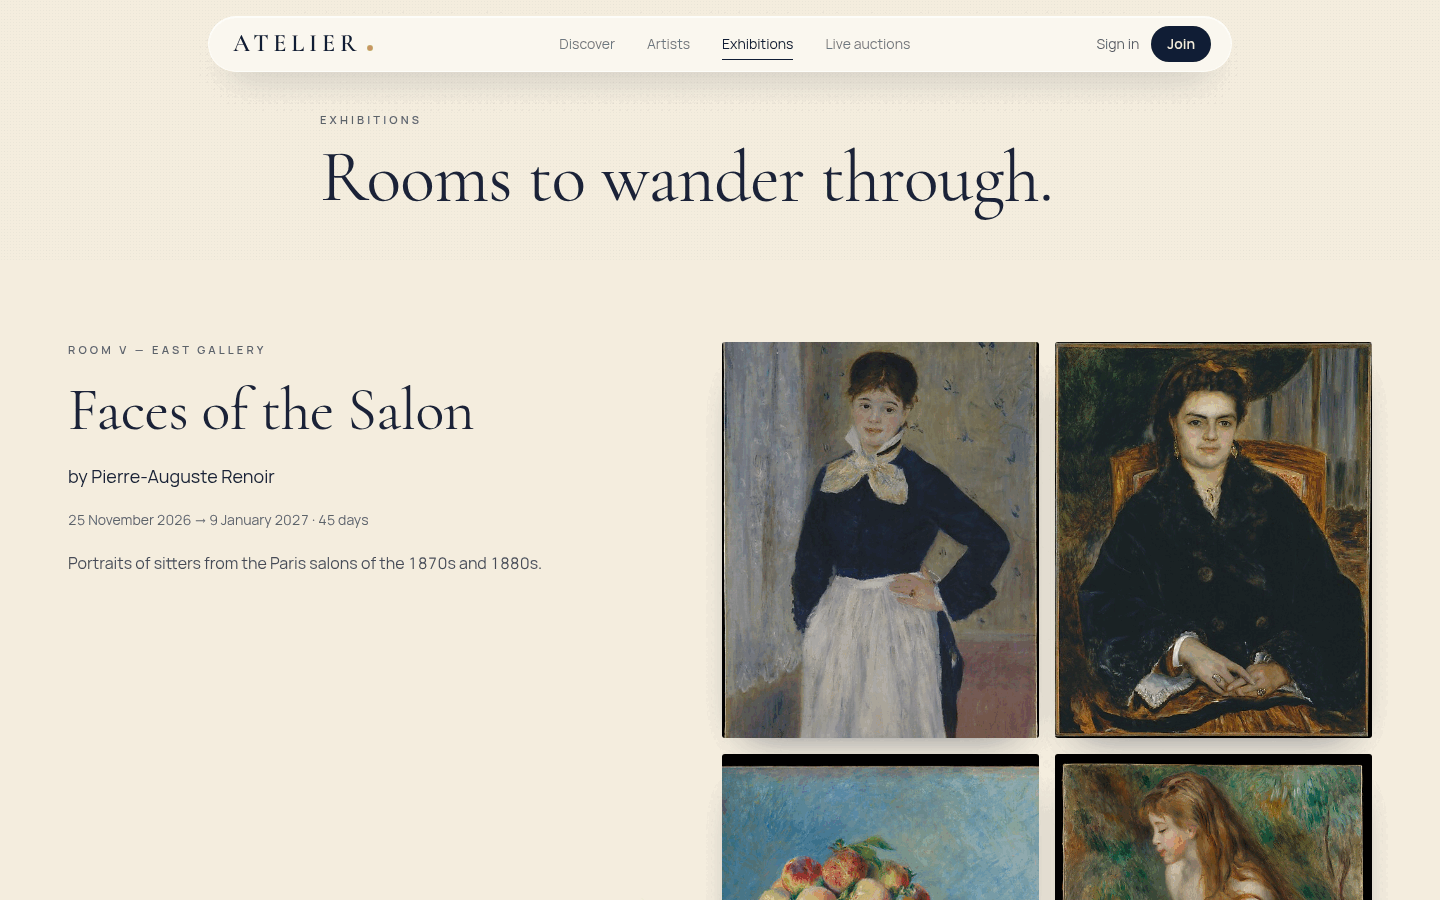 ATELIER
Discover
Artists
Exhibitions
Live auctions
Sign in
Join
EXHIBITIONS
Rooms to wander through.
ROOM V — EAST GALLERY
Faces of the Salon
by Pierre-Auguste Renoir
25 November 2026 → 9 January 2027 · 45 days
Portraits of sitters from the Paris salons of the 1870s and 1880s.